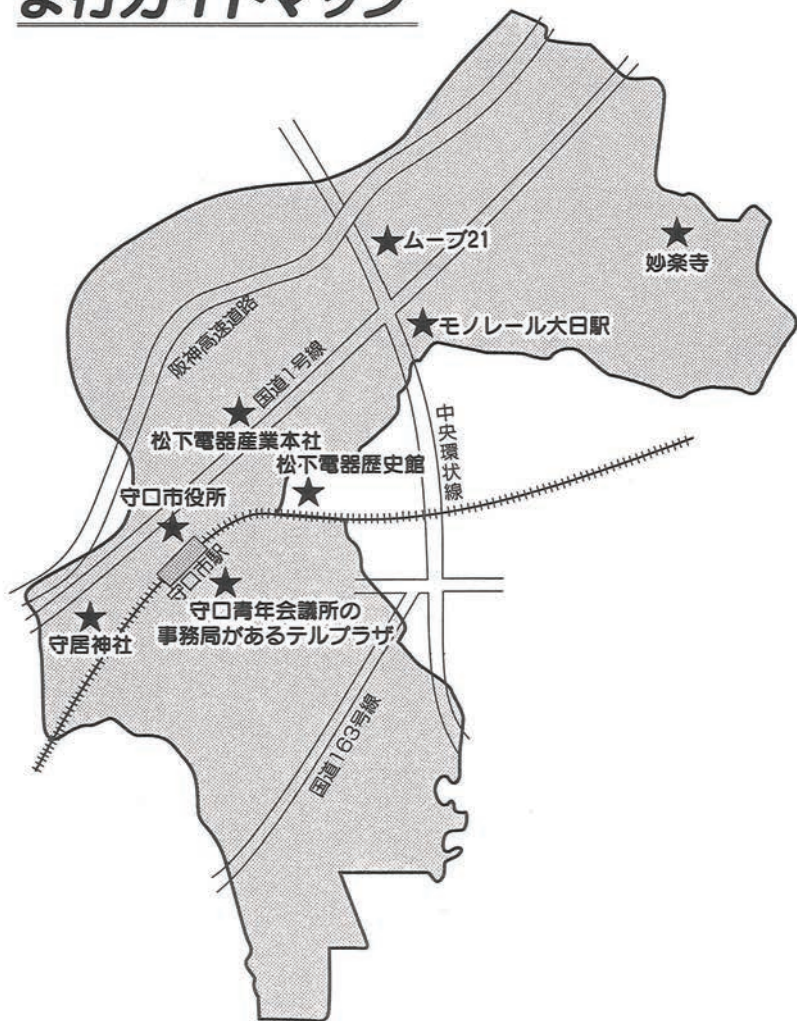 ま行ガイドマップ
ムーブ21
妙楽寺
モノレール大日駅
阪神高速道路
国道1号線
松下電器産業本社
中央環状線
松下電器歴史館
守口市役所
守口市駅
守口青年会議所の
事務局があるテルプラザ
守居神社
国道163号線